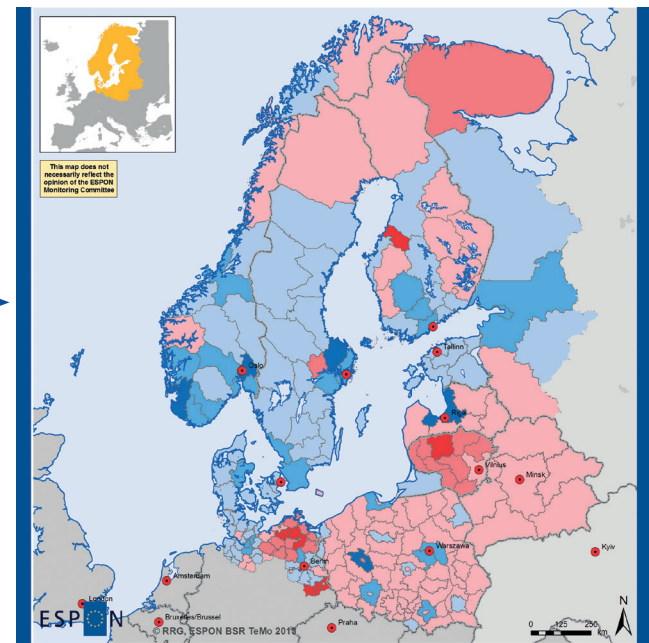 This map does not
necessarily reflect the
opinion of the ESPON
Monitoring Committee
Oslo
Tallinn
Riga
Vilnius
Minsk
Warszawa
Berlin
Kyiv
Amsterdam
London
Bruxelles/Brussel
Praha
ESPON
© RRG, ESPON BSR TeMo 2013
N
0 125 250
km